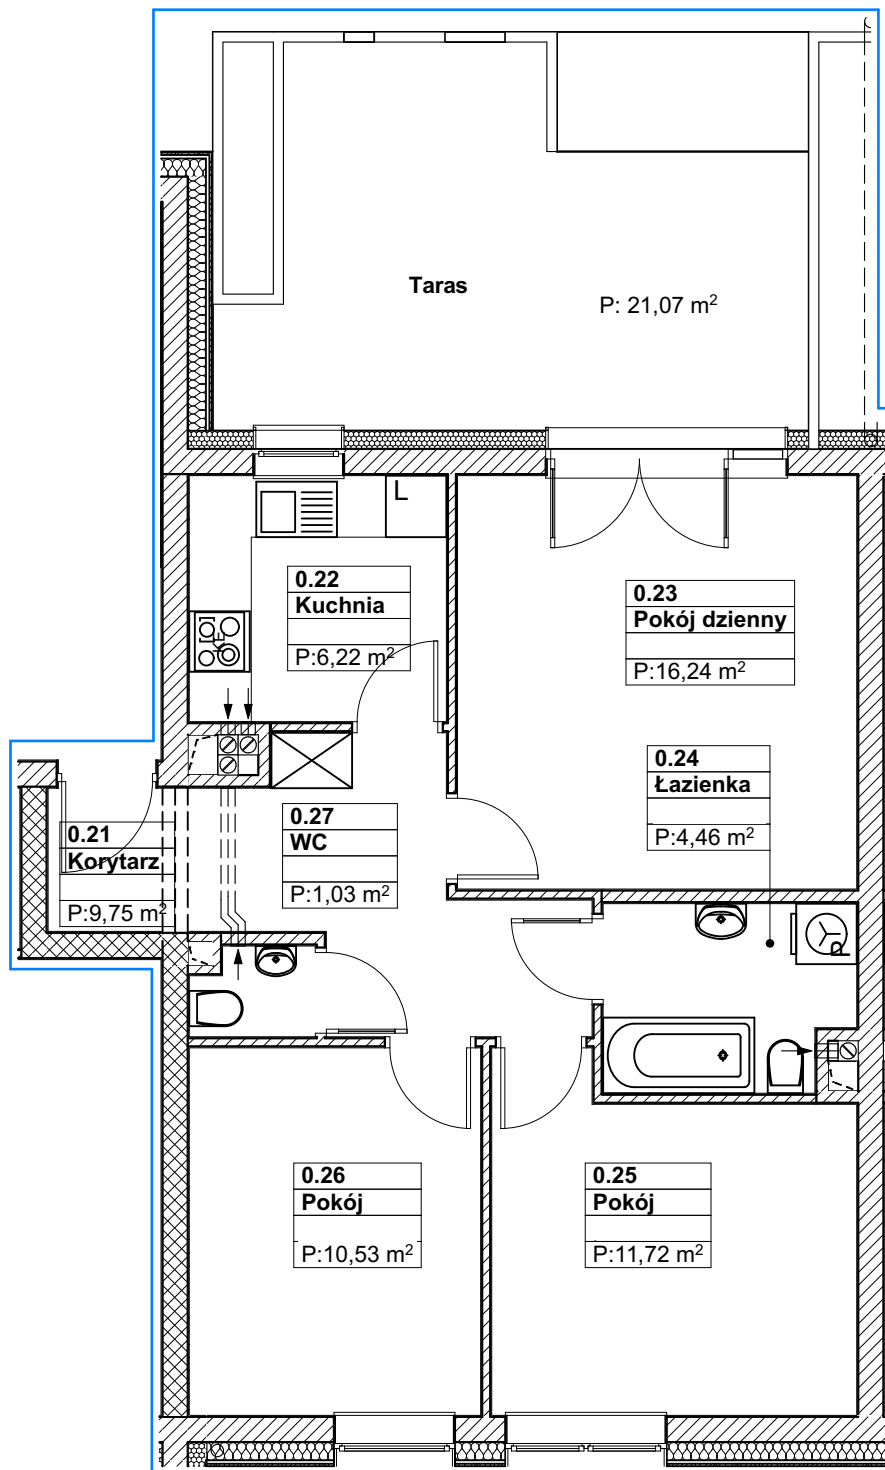 Taras
P: 21,07 m²
L
0.22
Kuchnia
P:6,22 m²
KE
0.23
Pokój dzienny
P:16,24 m²
0.24
Łazienka
P:4,46 m²
0.27
WC
P:1,03 m²
0.21
Korytarz
P:9,75 m²
P
0.26
Pokój
P:10,53 m²
0.25
Pokój
P:11,72 m²